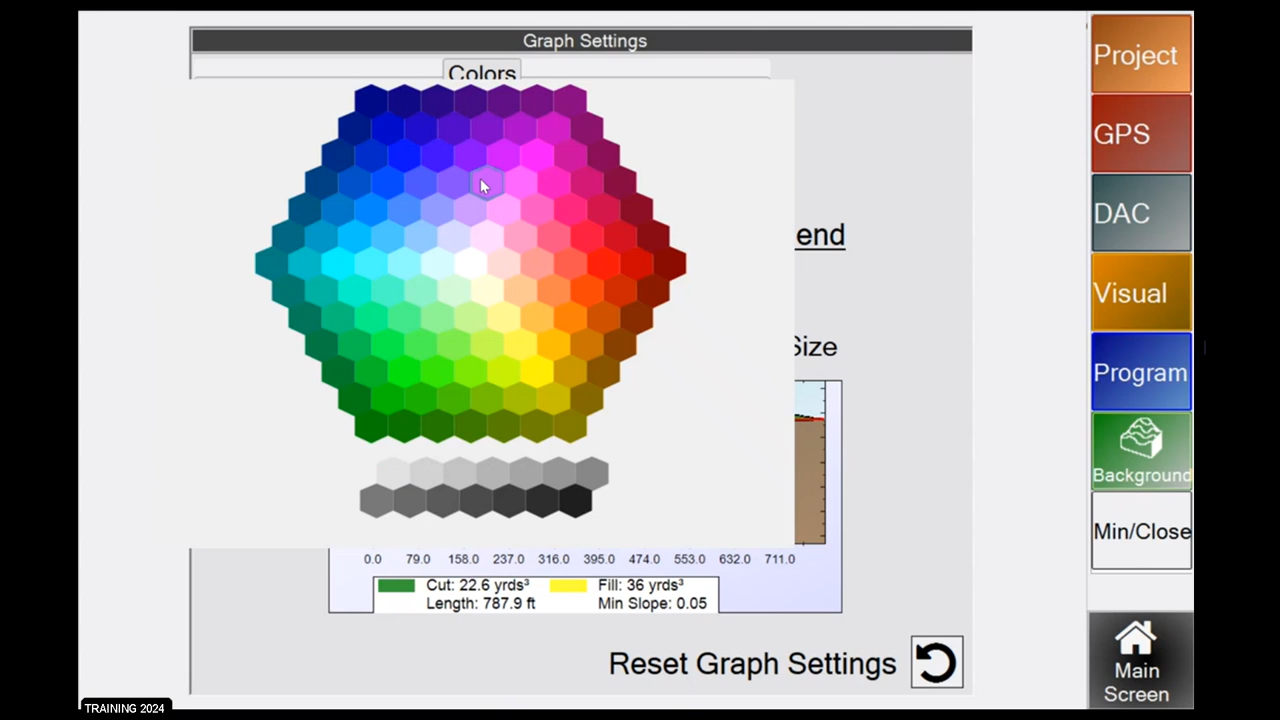 Graph Settings
Colors
Project
GPS
DAC
end
Visual
Size
Program
Background
Min/Close
0.0 79.0 158.0 237.0 316.0 395.0 474.0 553.0 632.0 711.0
Cut: 22.6 yrds³ Fill: 36 yrds³
Length: 787.9 ft Min Slope: 0.05
Reset Graph Settings
Main
Screen
TRAINING 2024